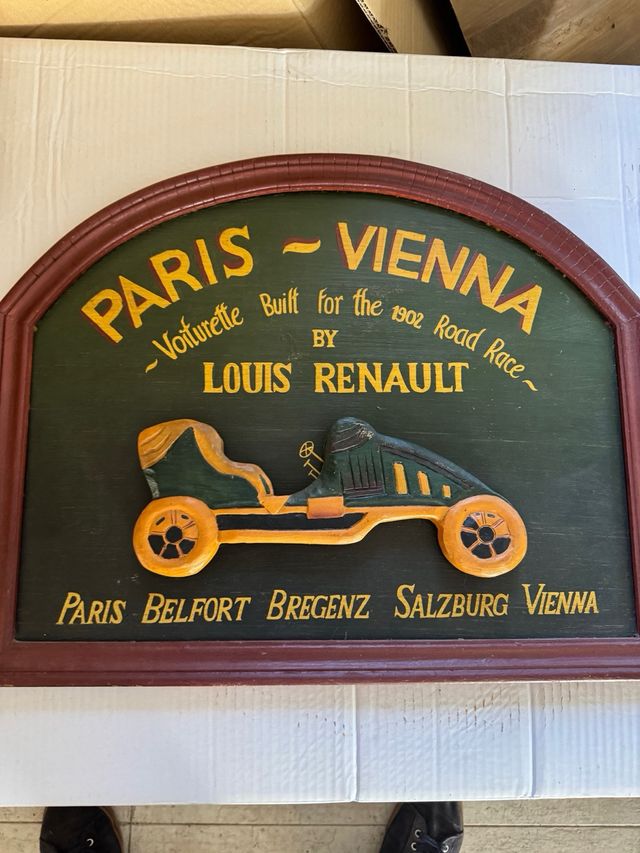 PARIS ~ VIENNA
~ Voiturette Built for the 1902 Road Race ~
BY
LOUIS RENAULT
PARIS BELFORT BREGENZ SALZBURG VIENNA